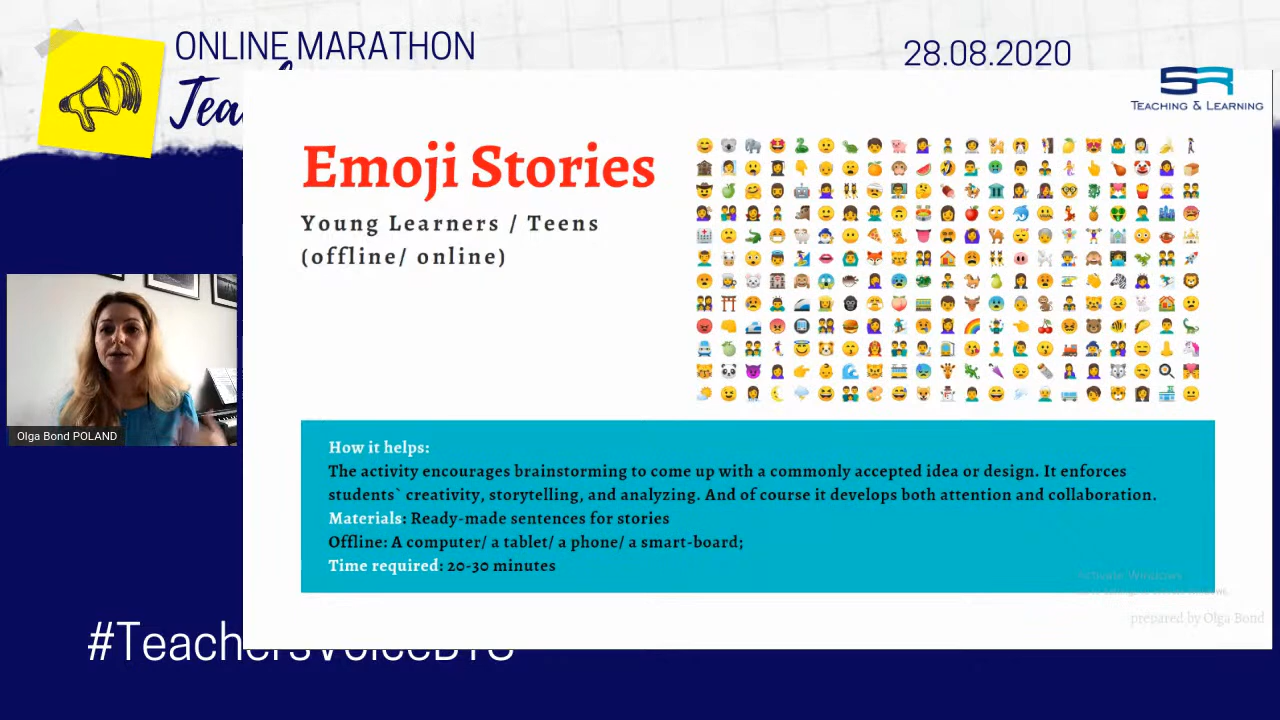 ONLINE MARATHON
28.08.2020
SR
TEACHING & LEARNING
Emoji Stories
Young Learners / Teens
(offline/ online)
Olga Bond POLAND
How it helps:
The activity encourages brainstorming to come up with a commonly accepted idea or design. It enforces
students` creativity, storytelling, and analyzing. And of course it develops both attention and collaboration.
Materials: Ready-made sentences for stories
Offline: A computer/ a tablet/ a phone/ a smart-board;
Time required: 20-30 minutes
Activate Windows
prepared by Olga Bond